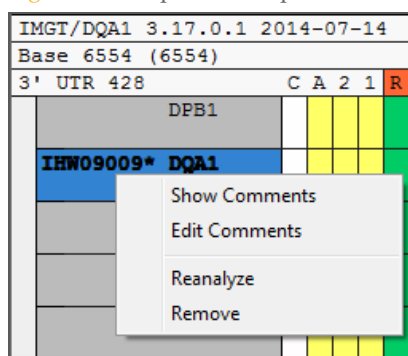 IMGT/DQA1 3.17.0.1 2014-07-14
Base 6554 (6554)
3' UTR 428 C A 2 1 R
DPB1
IHW09009* DQA1
Show Comments
Edit Comments
Reanalyze
Remove